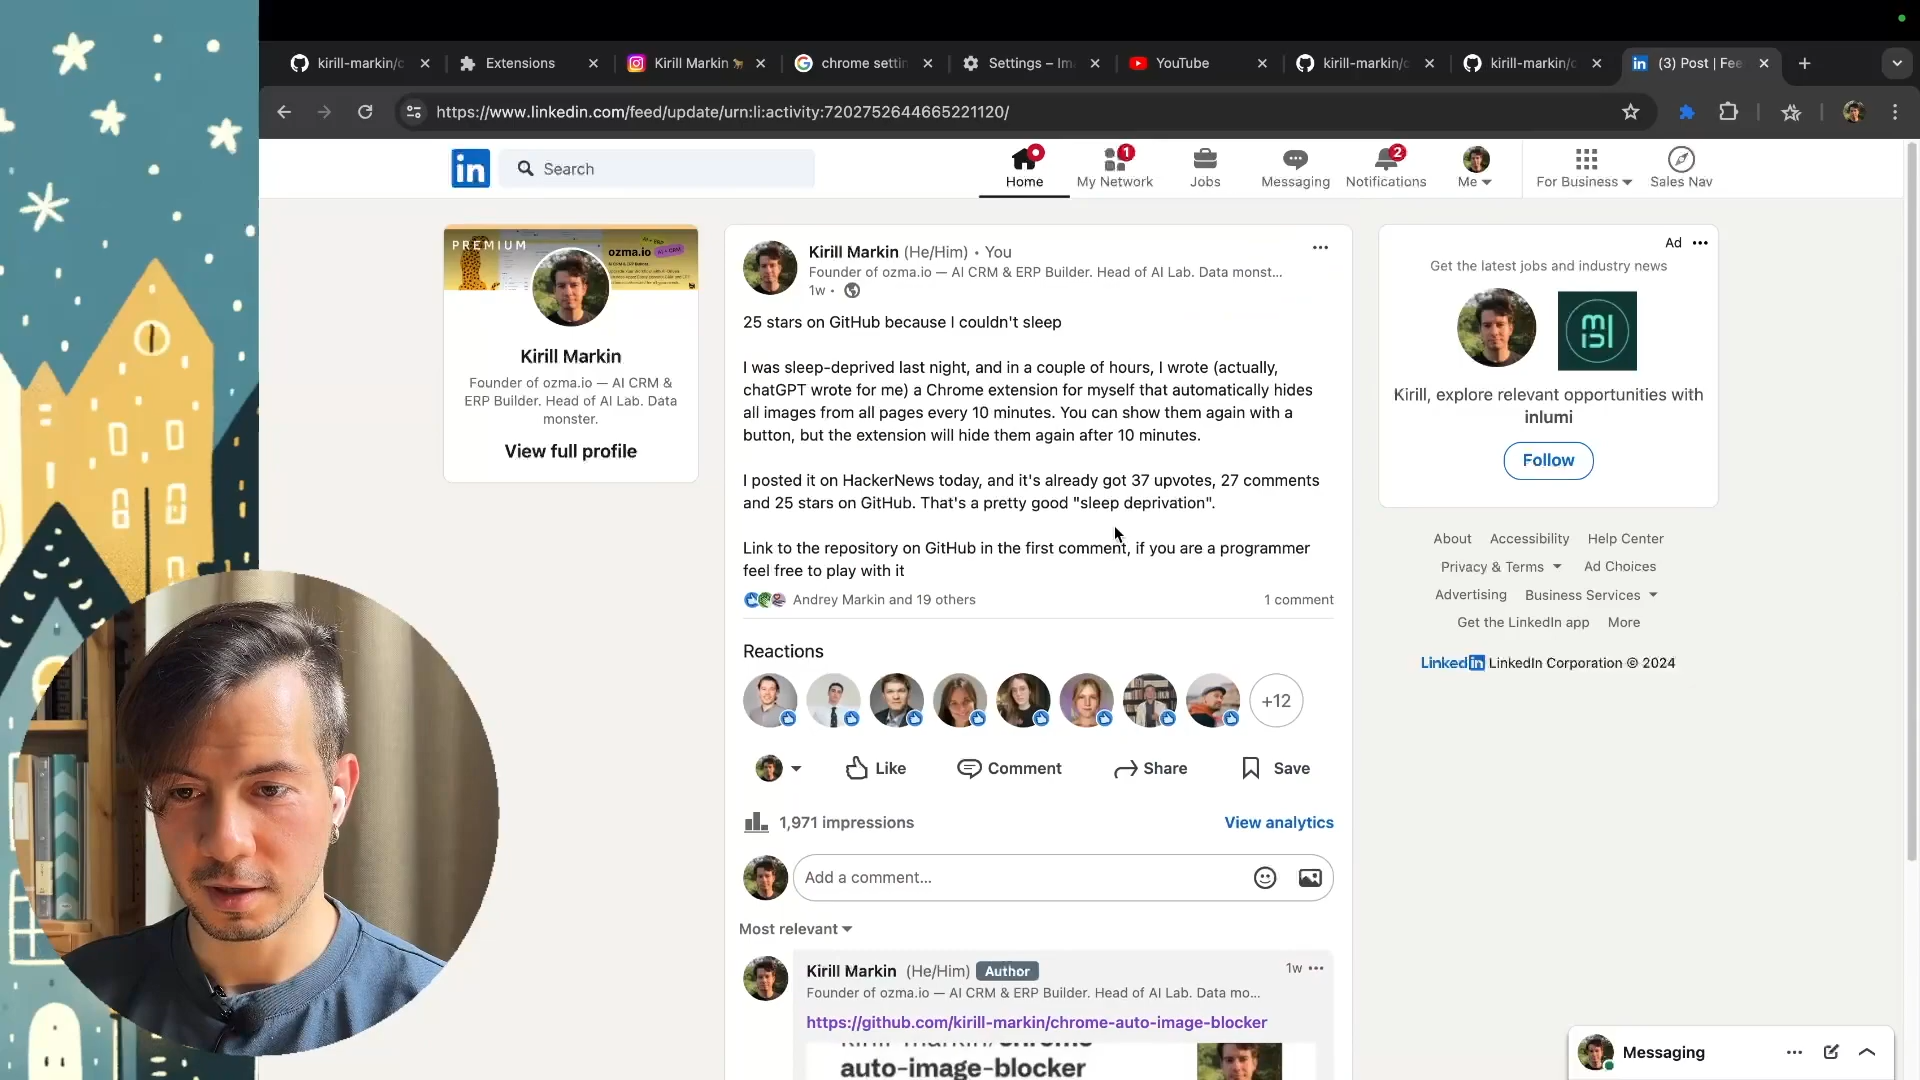 kirill-markin/c
Extensions
Kirill Markin
chrome settin
Settings – Im
YouTube
kirill-markin/c
kirill-markin/c
(3) Post | Fee
https://www.linkedin.com/feed/update/urn:li:activity:7202752644665221120/
in
Search
Home
1
My Network
Jobs
Messaging
2
Notifications
Me
For Business
Sales Nav
PREMIUM
ozma.io
Kirill Markin
Founder of ozma.io — AI CRM &
ERP Builder. Head of AI Lab. Data
monster.
View full profile
Kirill Markin (He/Him) • You
Founder of ozma.io — AI CRM & ERP Builder. Head of AI Lab. Data monst...
1w •
25 stars on GitHub because I couldn't sleep
I was sleep-deprived last night, and in a couple of hours, I wrote (actually,
chatGPT wrote for me) a Chrome extension for myself that automatically hides
all images from all pages every 10 minutes. You can show them again with a
button, but the extension will hide them again after 10 minutes.
I posted it on HackerNews today, and it's already got 37 upvotes, 27 comments
and 25 stars on GitHub. That's a pretty good "sleep deprivation".
Link to the repository on GitHub in the first comment, if you are a programmer
feel free to play with it
Andrey Markin and 19 others
1 comment
Reactions
+12
Like
Comment
Share
Save
1,971 impressions
View analytics
Add a comment...
Most relevant
Kirill Markin (He/Him) Author
1w
Founder of ozma.io — AI CRM & ERP Builder. Head of AI Lab. Data mo...
https://github.com/kirill-markin/chrome-auto-image-blocker
kirill-markin/chrome
auto-image-blocker
Ad
Get the latest jobs and industry news
Kirill, explore relevant opportunities with
inlumi
Follow
About
Accessibility
Help Center
Privacy & Terms
Ad Choices
Advertising
Business Services
Get the LinkedIn app
More
LinkedIn LinkedIn Corporation © 2024
Messaging